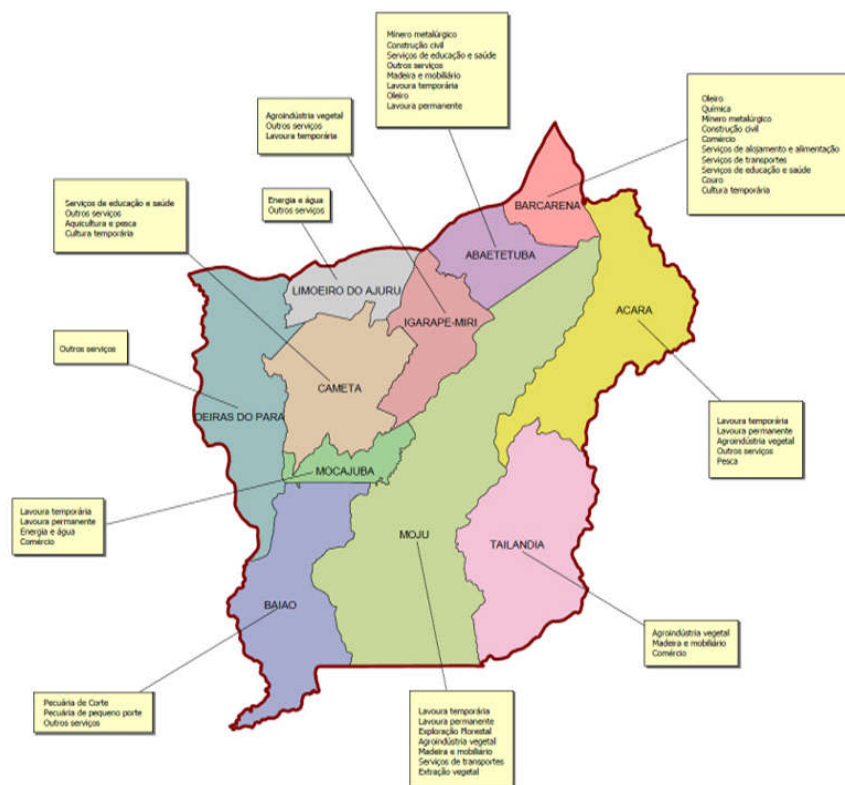 Mínero metalúrgico
Construção civil
Serviços de educação e saúde
Outros serviços
Madeira e mobiliário
Lavoura temporária
Oleiro
Lavoura permanente
Oleiro
Química
Mínero metalúrgico
Construção civil
Comércio
Serviços de alojamento e alimentação
Serviços de transportes
Serviços de educação e saúde
Couro
Cultura temporária
Agroindústria vegetal
Outros serviços
Lavoura temporária
Serviços de educação e saúde
Outros serviços
Aquicultura e pesca
Cultura temporária
Energia e água
Outros serviços
BARCARENA
ABAETETUBA
LIMOEIRO DO AJURU
IGARAPE-MIRI
ACARA
Outros serviços
CAMETA
OEIRAS DO PARA
Lavoura temporária
Lavoura permanente
Agroindústria vegetal
Outros serviços
Pesca
MOCAJUBA
Lavoura temporária
Lavoura permanente
Energia e água
Comércio
MOJU
TAILANDIA
BAIAO
Agroindústria vegetal
Madeira e mobiliário
Comércio
Pecuária de Corte
Pecuária de pequeno porte
Outros serviços
Lavoura temporária
Lavoura permanente
Exploração Florestal
Agroindústria vegetal
Madeira e mobiliário
Serviços de transportes
Extração vegetal